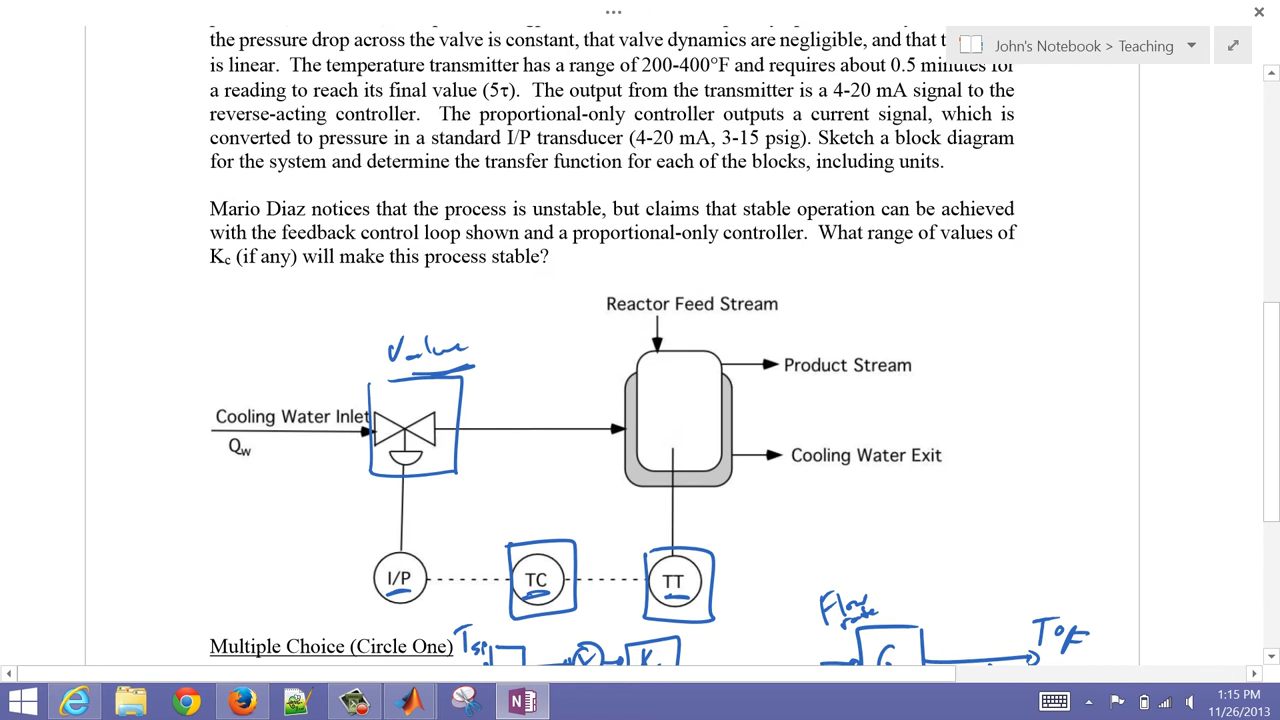 the pressure drop across the valve is constant, that valve dynamics are negligible, and that t
John's Notebook > Teaching
is linear. The temperature transmitter has a range of 200-400°F and requires about 0.5 minutes for
a reading to reach its final value (5τ). The output from the transmitter is a 4-20 mA signal to the
reverse-acting controller. The proportional-only controller outputs a current signal, which is
converted to pressure in a standard I/P transducer (4-20 mA, 3-15 psig). Sketch a block diagram
for the system and determine the transfer function for each of the blocks, including units.
Mario Diaz notices that the process is unstable, but claims that stable operation can be achieved
with the feedback control loop shown and a proportional-only controller. What range of values of
Kc (if any) will make this process stable?
Reactor Feed Stream
Valve
Product Stream
Cooling Water Inlet
Qw
Cooling Water Exit
I/P
TC
TT
Flow
rate
Multiple Choice (Circle One)
Tsp
T °F
K
G
1:15 PM
11/26/2013